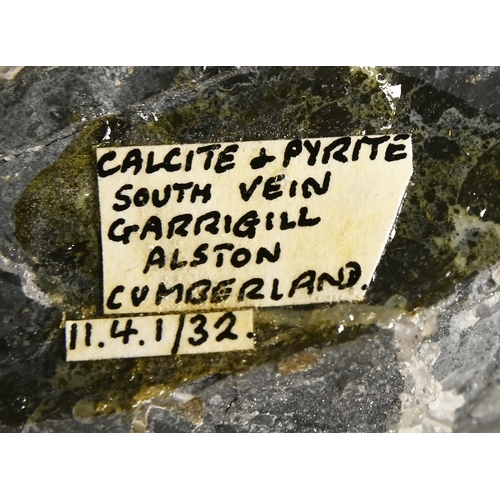 CALCITE & PYRITE
SOUTH VEIN
GARRIGILL
ALSTON
CUMBERLAND.
11.4.1/32.